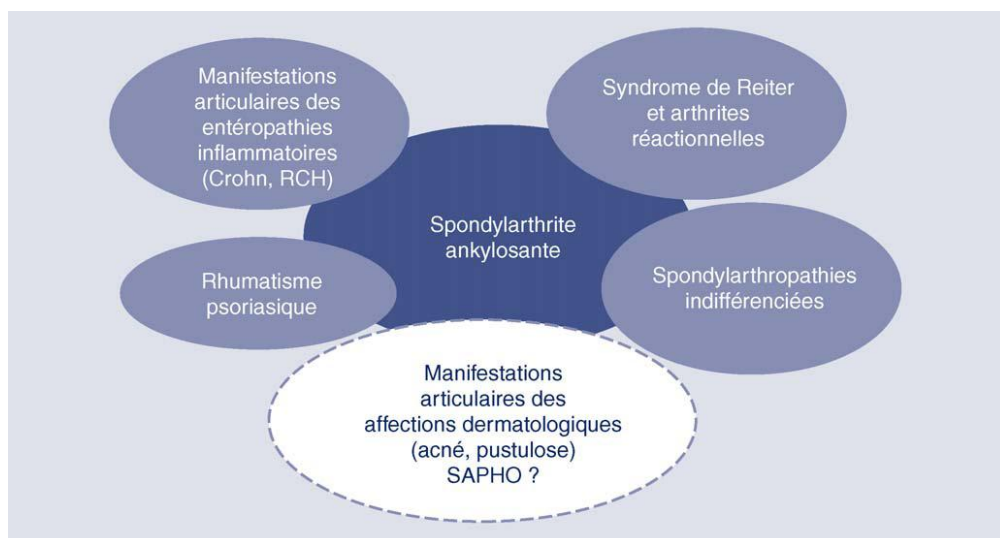 Manifestations
articulaires des
entéropathies
inflammatoires
(Crohn, RCH)
Syndrome de Reiter
et arthrites
réactionnelles
Spondylarthrite
ankylosante
Rhumatisme
psoriasique
Spondylarthropathies
indifférenciées
Manifestations
articulaires des
affections dermatologiques
(acné, pustulose)
SAPHO ?